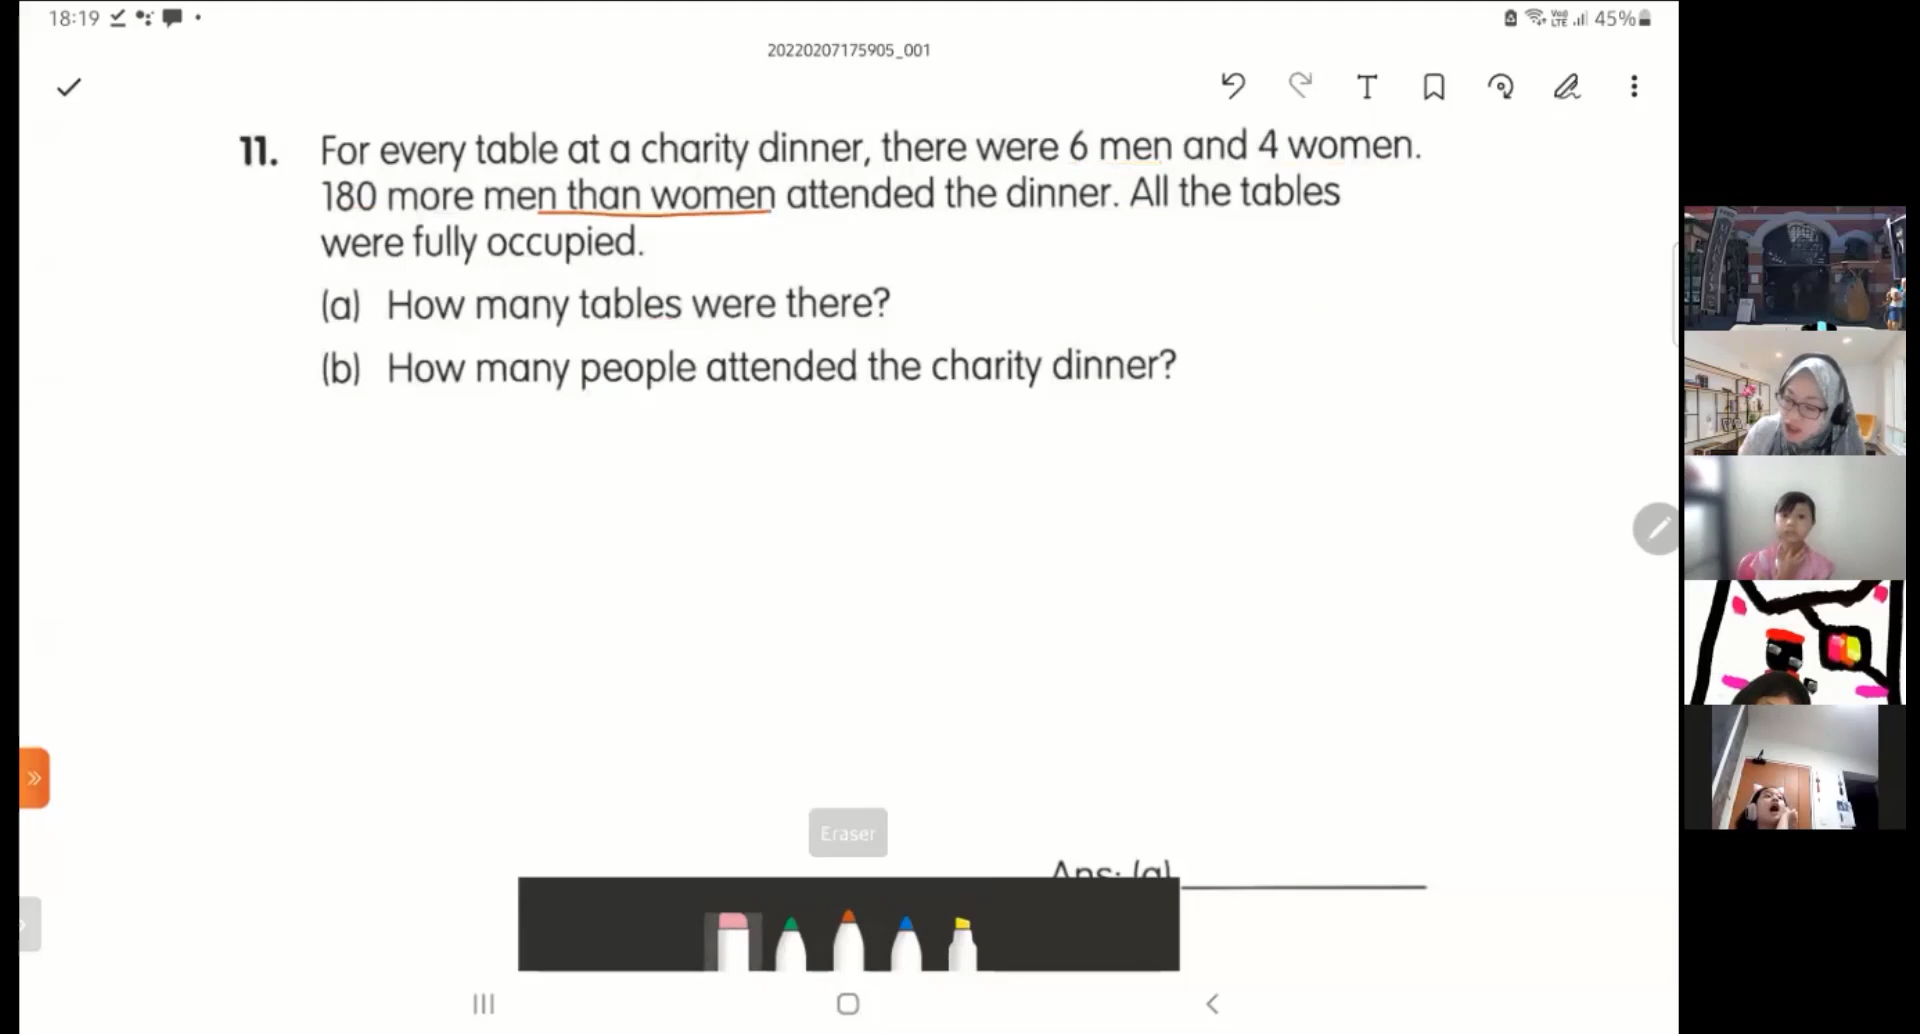 18:19
45%
20220207175905_001
11. For every table at a charity dinner, there were 6 men and 4 women.
180 more men than women attended the dinner. All the tables
were fully occupied.
(a) How many tables were there?
(b) How many people attended the charity dinner?
Eraser
Ans: (a)